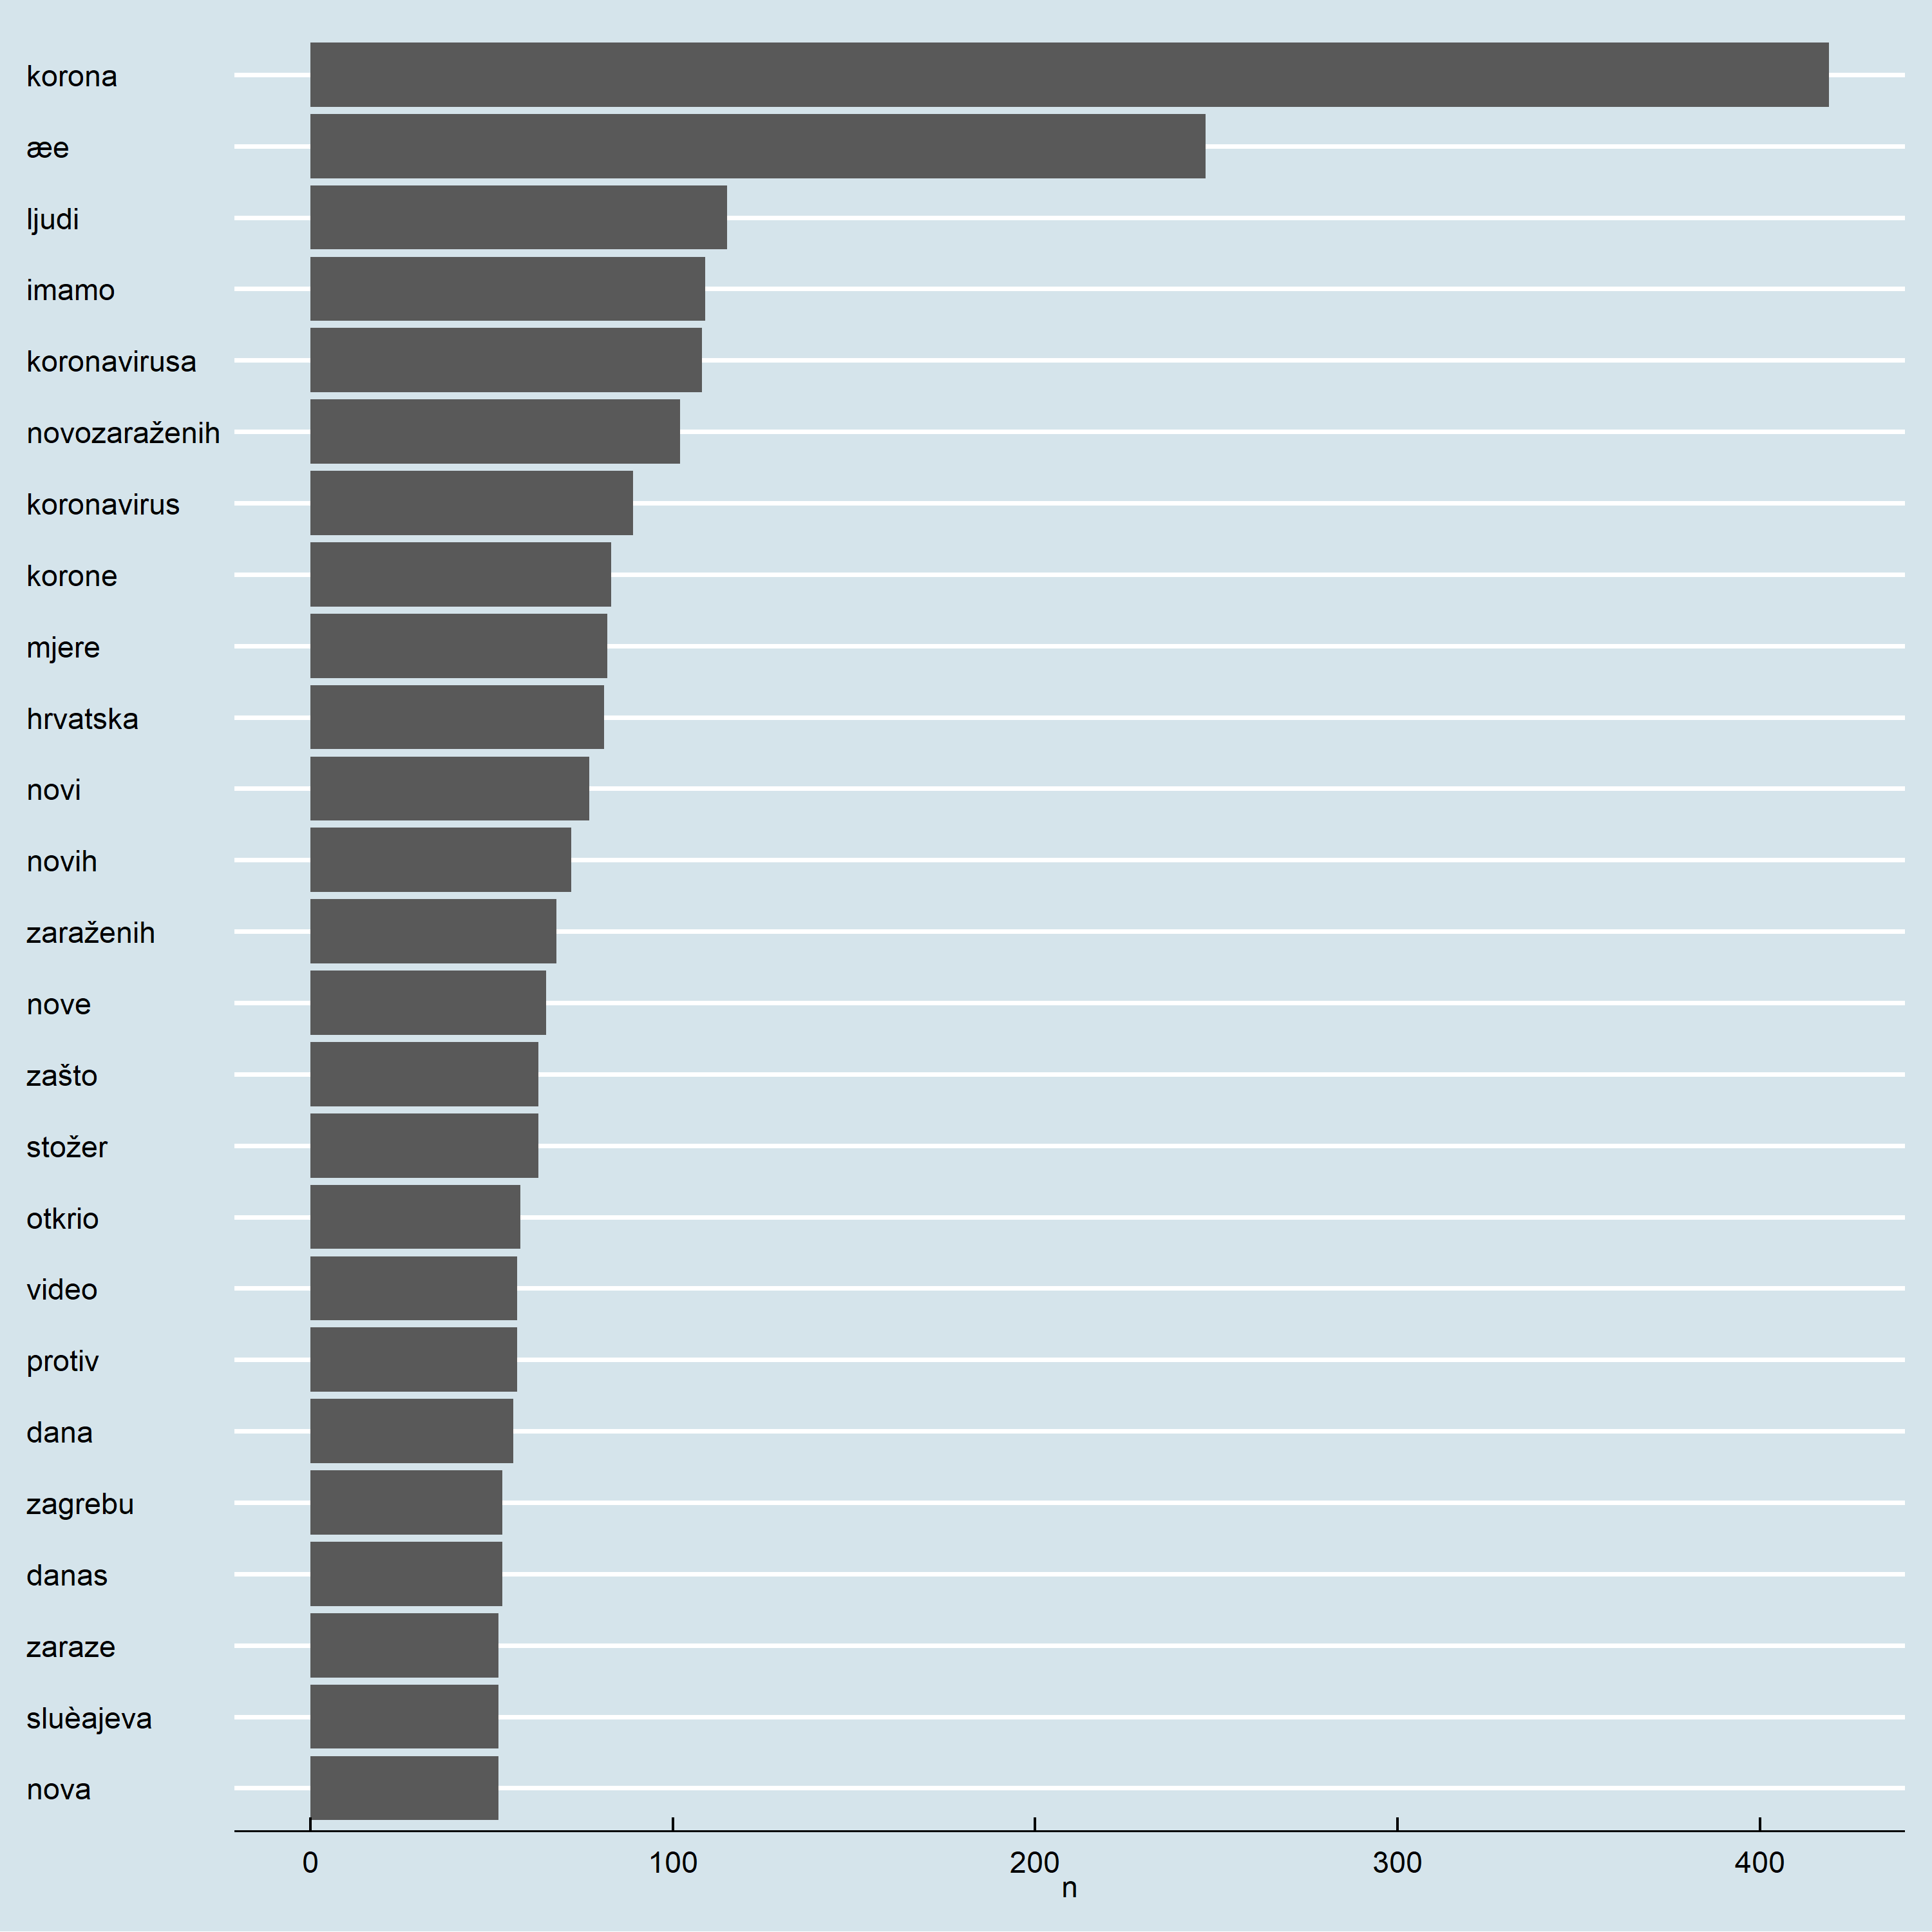 korona
æe
ljudi
imamo
koronavirusa
novozaraženih
koronavirus
korone
mjere
hrvatska
novi
novih
zaraženih
nove
zašto
stožer
otkrio
video
protiv
dana
zagrebu
danas
zaraze
sluèajeva
nova
0 100 200 300 400
n